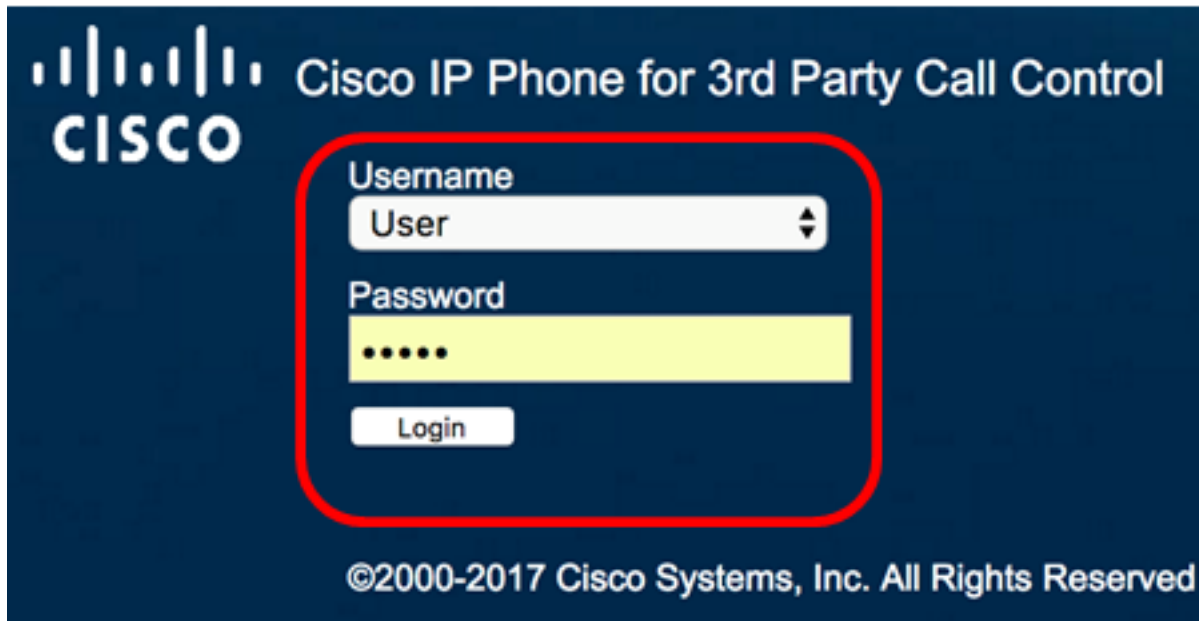 CISCO
Cisco IP Phone for 3rd Party Call Control
Username
User
Password
•••••
Login
©2000-2017 Cisco Systems, Inc. All Rights Reserved